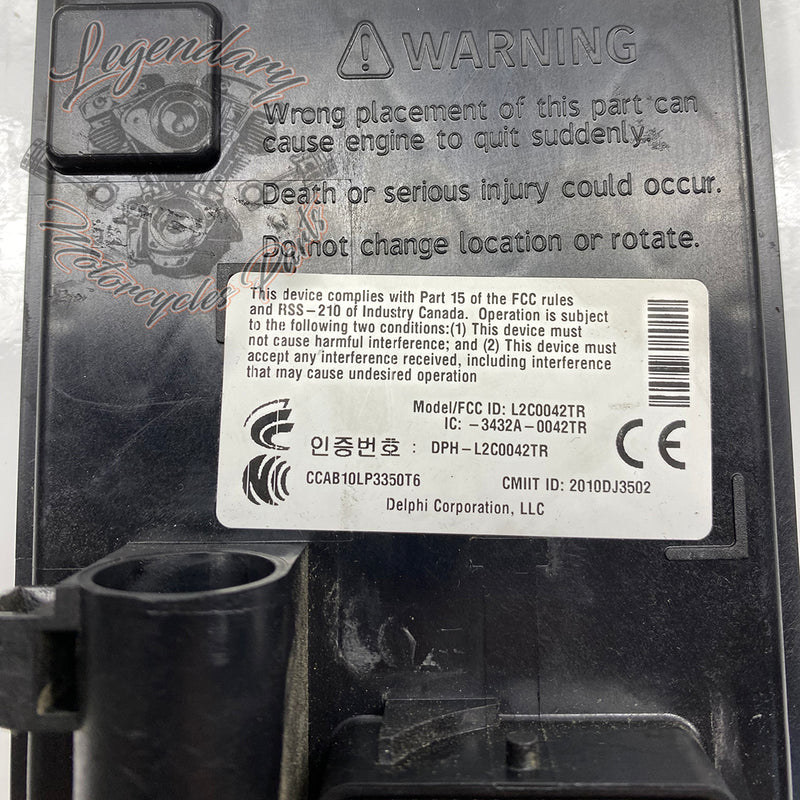 Legendary
Motorcycles Parts
WARNING
Wrong placement of this part can
cause engine to quit suddenly.
Death or serious injury could occur.
Do not change location or rotate.
This device complies with Part 15 of the FCC rules
and RSS-210 of Industry Canada. Operation is subject
to the following two conditions:(1) This device must
not cause harmful interference; and (2) This device must
accept any interference received, including interference
that may cause undesired operation
Model/FCC ID: L2C0042TR
IC: -3432A-0042TR
인증번호 : DPH-L2C0042TR
CE
CCAB10LP3350T6 CMIIT ID: 2010DJ3502
Delphi Corporation, LLC